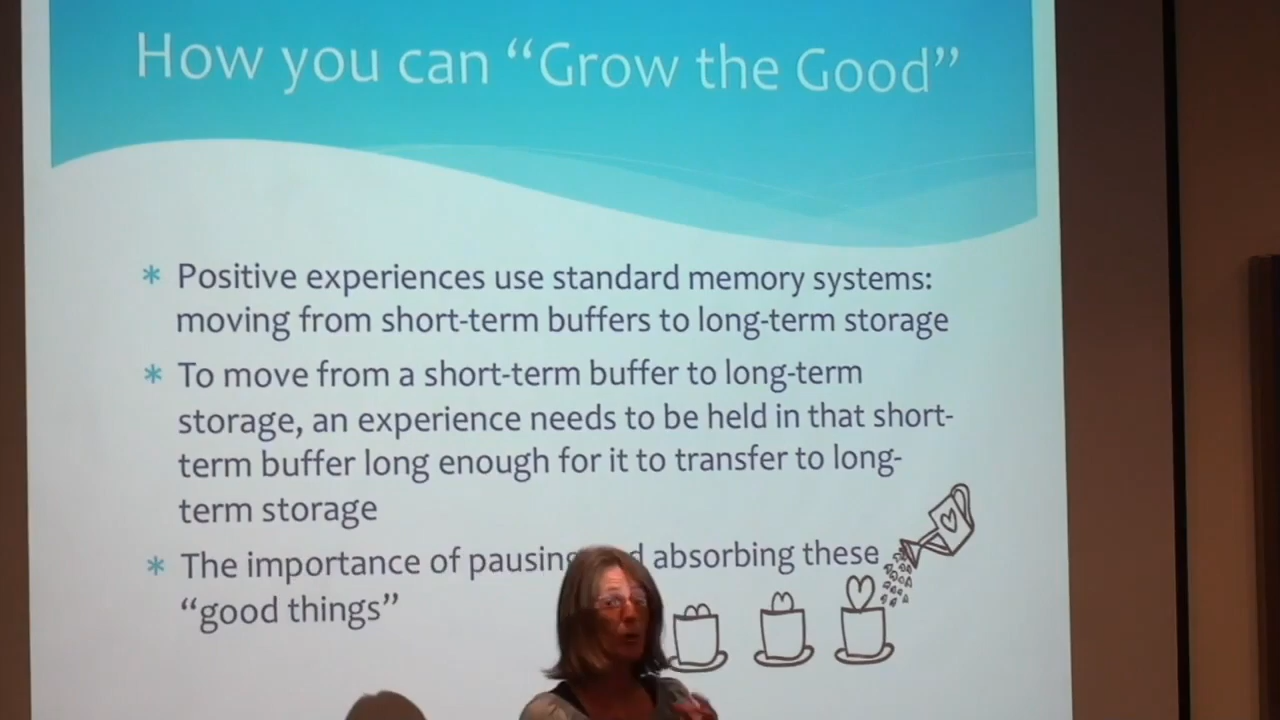 How you can “Grow the Good”
* Positive experiences use standard memory systems:
moving from short-term buffers to long-term storage
* To move from a short-term buffer to long-term
storage, an experience needs to be held in that short-
term buffer long enough for it to transfer to long-
term storage
* The importance of pausing absorbing these
“good things”